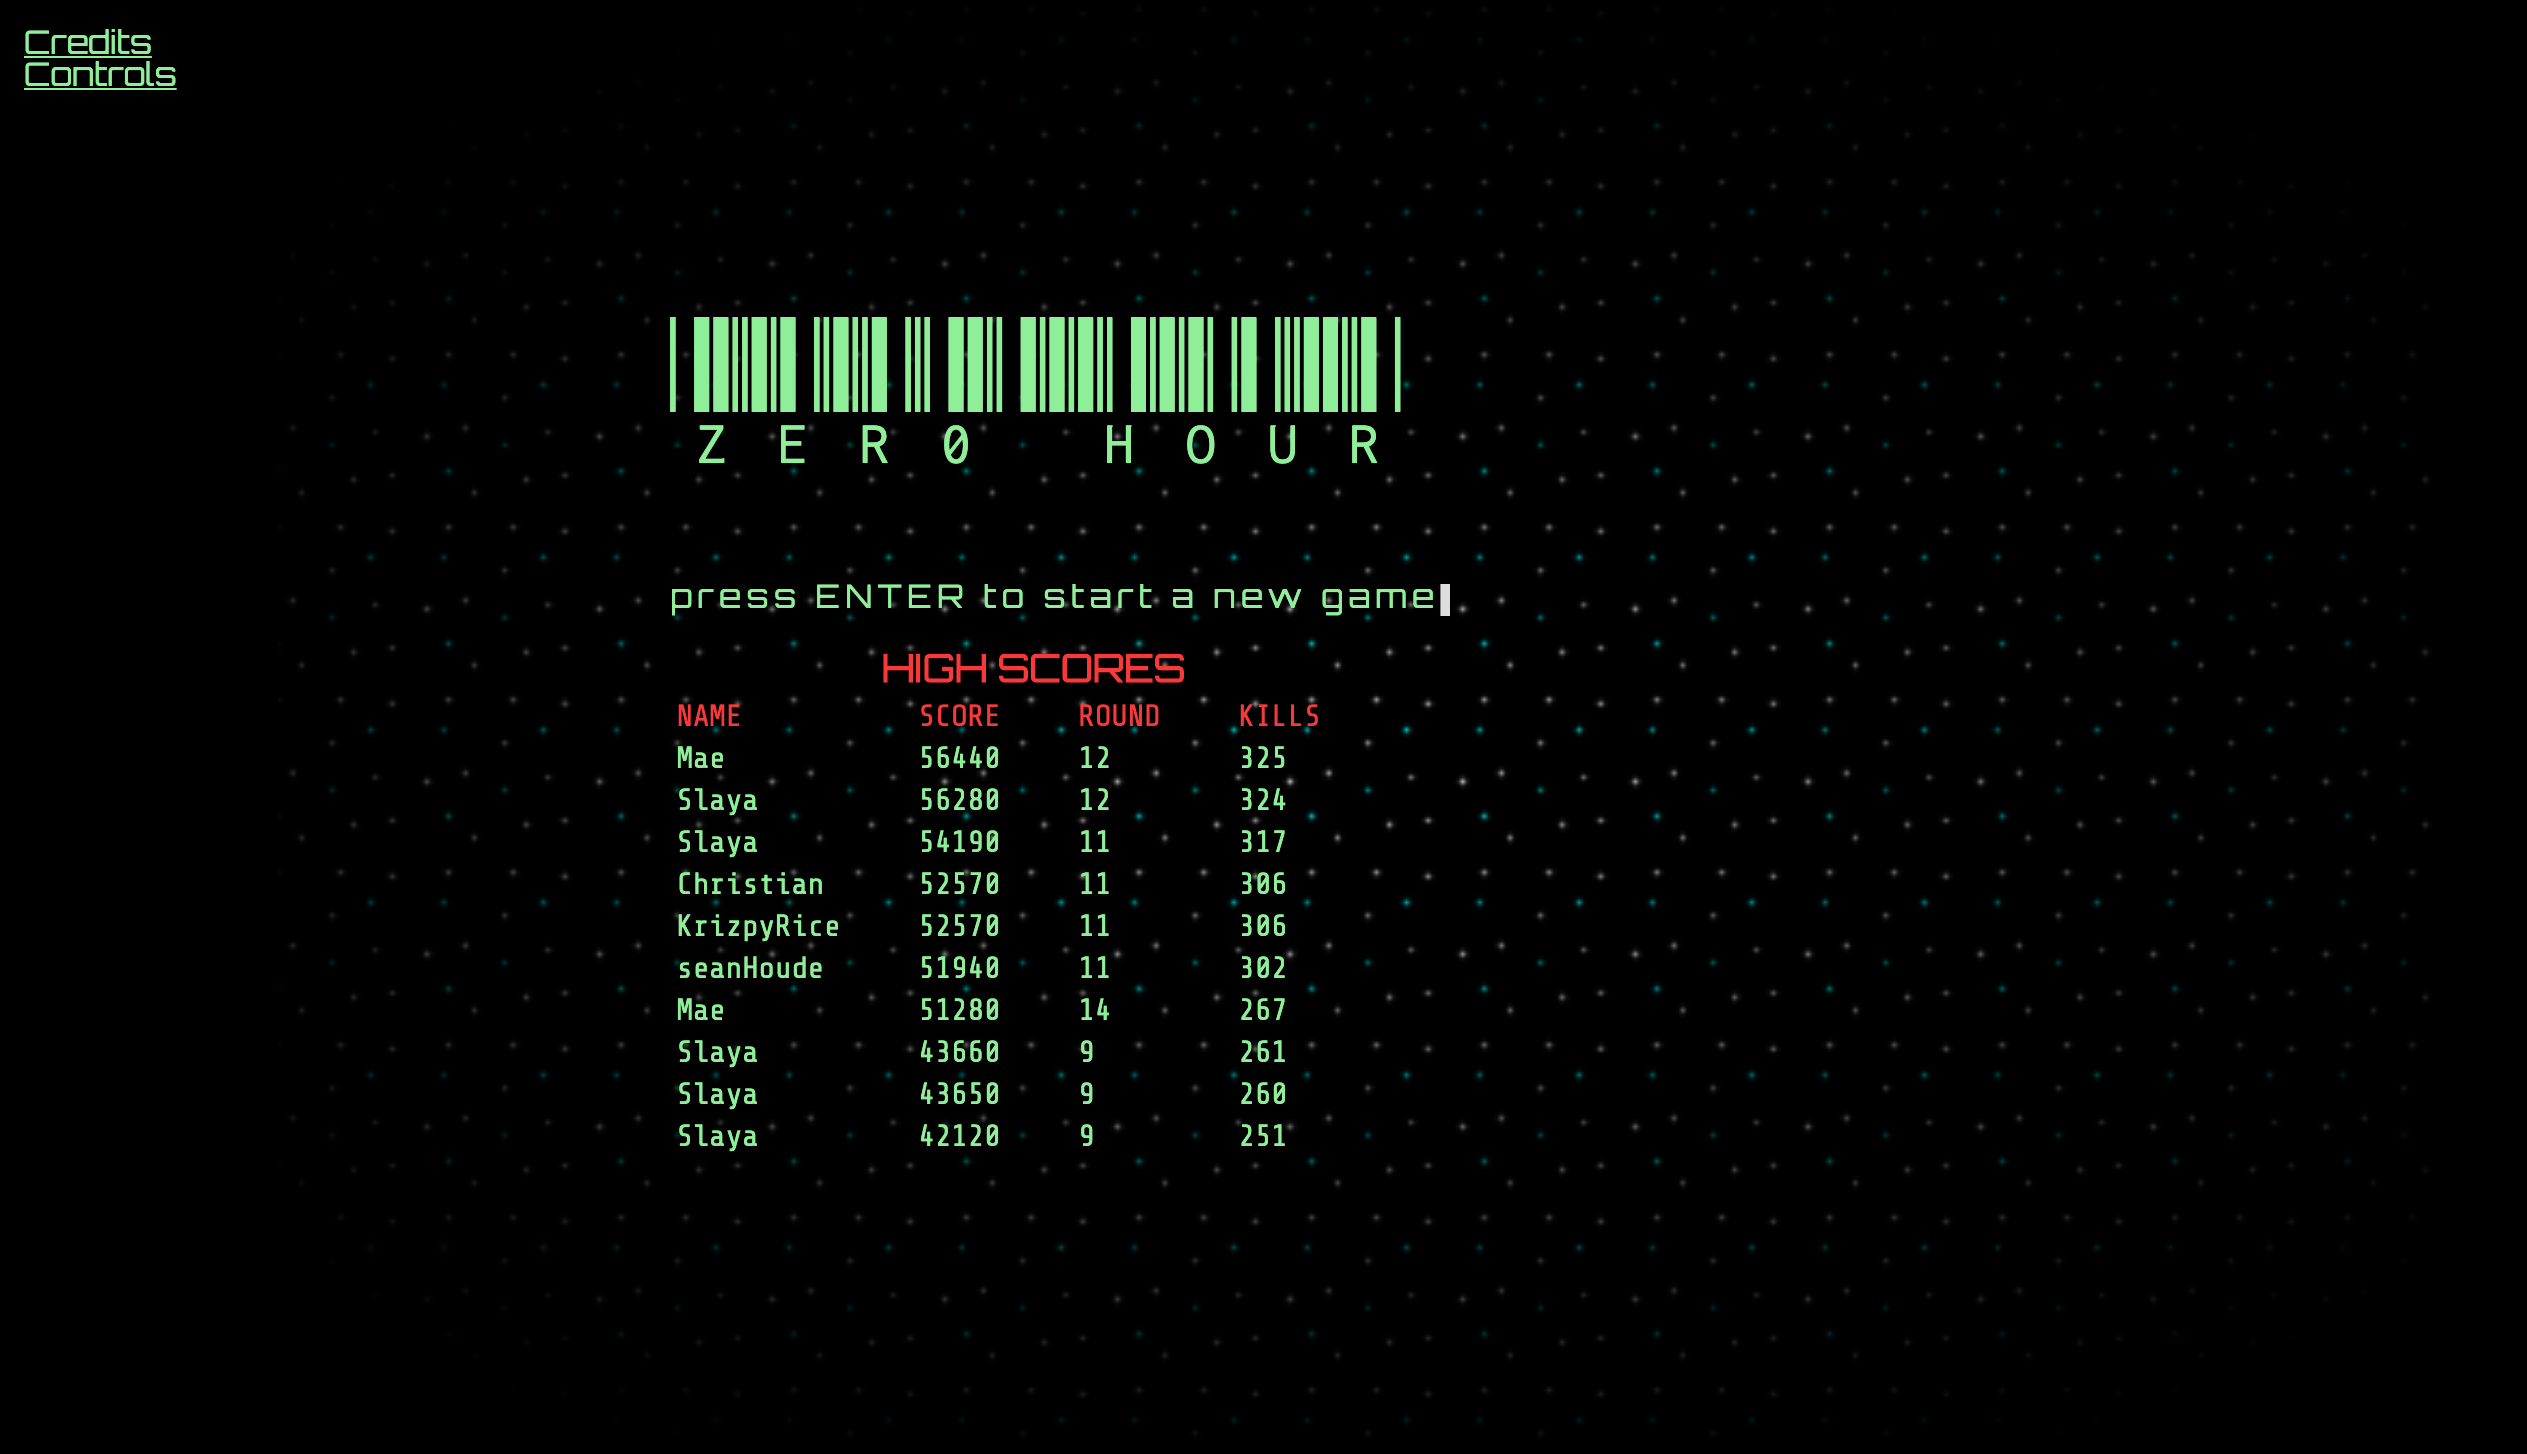 Credits
Controls
ZER0 HOUR
press ENTER to start a new game
HIGH SCORES
NAME SCORE ROUND KILLS
Mae 56440 12 325
Slaya 56280 12 324
Slaya 54190 11 317
Christian 52570 11 306
KrizpyRice 52570 11 306
seanHoude 51940 11 302
Mae 51280 14 267
Slaya 43660 9 261
Slaya 43650 9 260
Slaya 42120 9 251